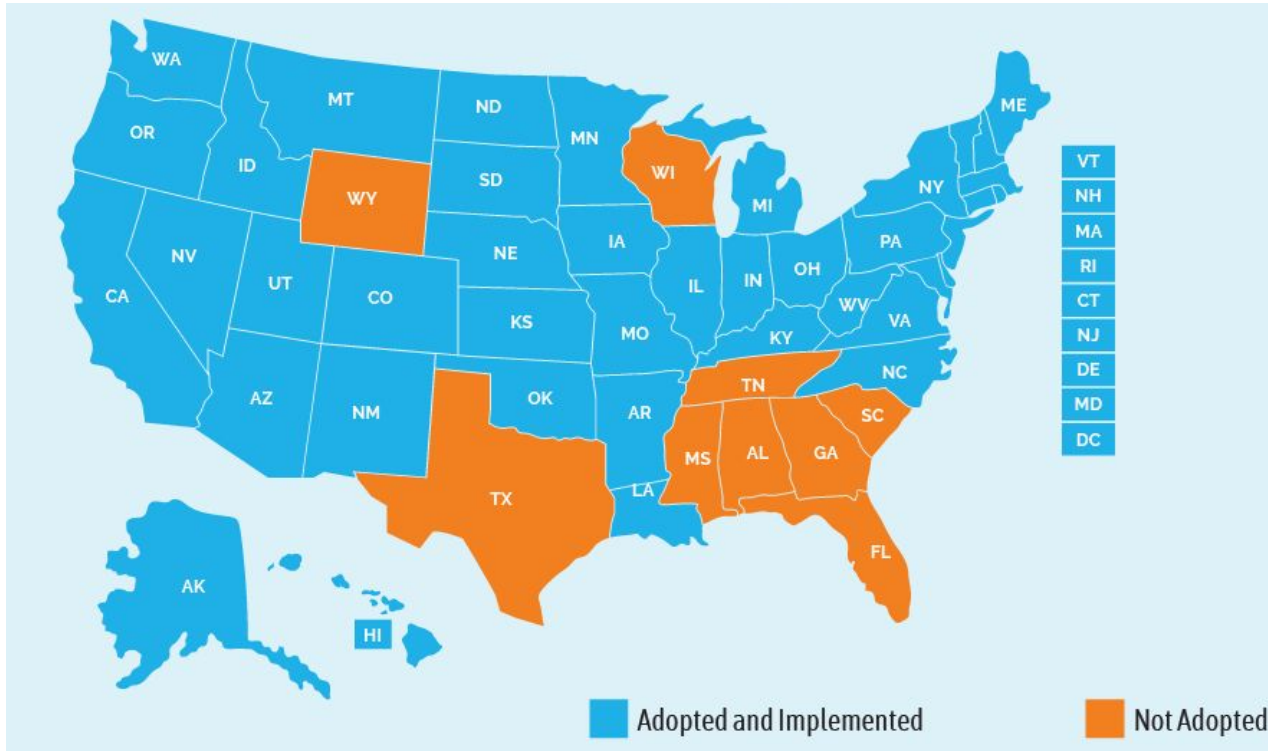 WA
MT
ND
MN
ME
OR
ID
SD
WI
MI
NY
VT
NH
MA
RI
CT
NJ
DE
MD
DC
WY
NE
IA
PA
NV
UT
CO
CA
KS
MO
IL
IN
OH
WV
VA
KY
AZ
NM
OK
AR
TN
NC
SC
TX
LA
MS
AL
GA
FL
AK
HI
Adopted and Implemented
Not Adopted